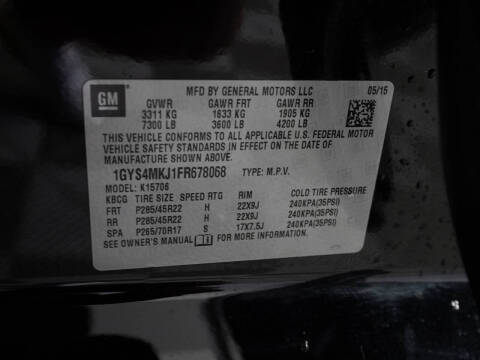 GM
MFD BY GENERAL MOTORS LLC 05/15
GVWR GAWR FRT GAWR RR
3311 KG 1633 KG 1905 KG
7300 LB 3600 LB 4200 LB
THIS VEHICLE CONFORMS TO ALL APPLICABLE U.S. FEDERAL MOTOR
VEHICLE SAFETY STANDARDS IN EFFECT ON THE DATE OF
MANUFACTURE SHOWN ABOVE.
1GYS4MKJ1FR678068 TYPE: M.P.V.
MODEL: K15706
KBCG TIRE SIZE SPEED RTG RIM COLD TIRE PRESSURE
FRT P285/45R22 H 22X9J 240KPA(35PSI)
RR P285/45R22 H 22X9J 240KPA(35PSI)
SPA P265/70R17 S 17X7.5J 240KPA(35PSI)
SEE OWNER'S MANUAL FOR MORE INFORMATION.